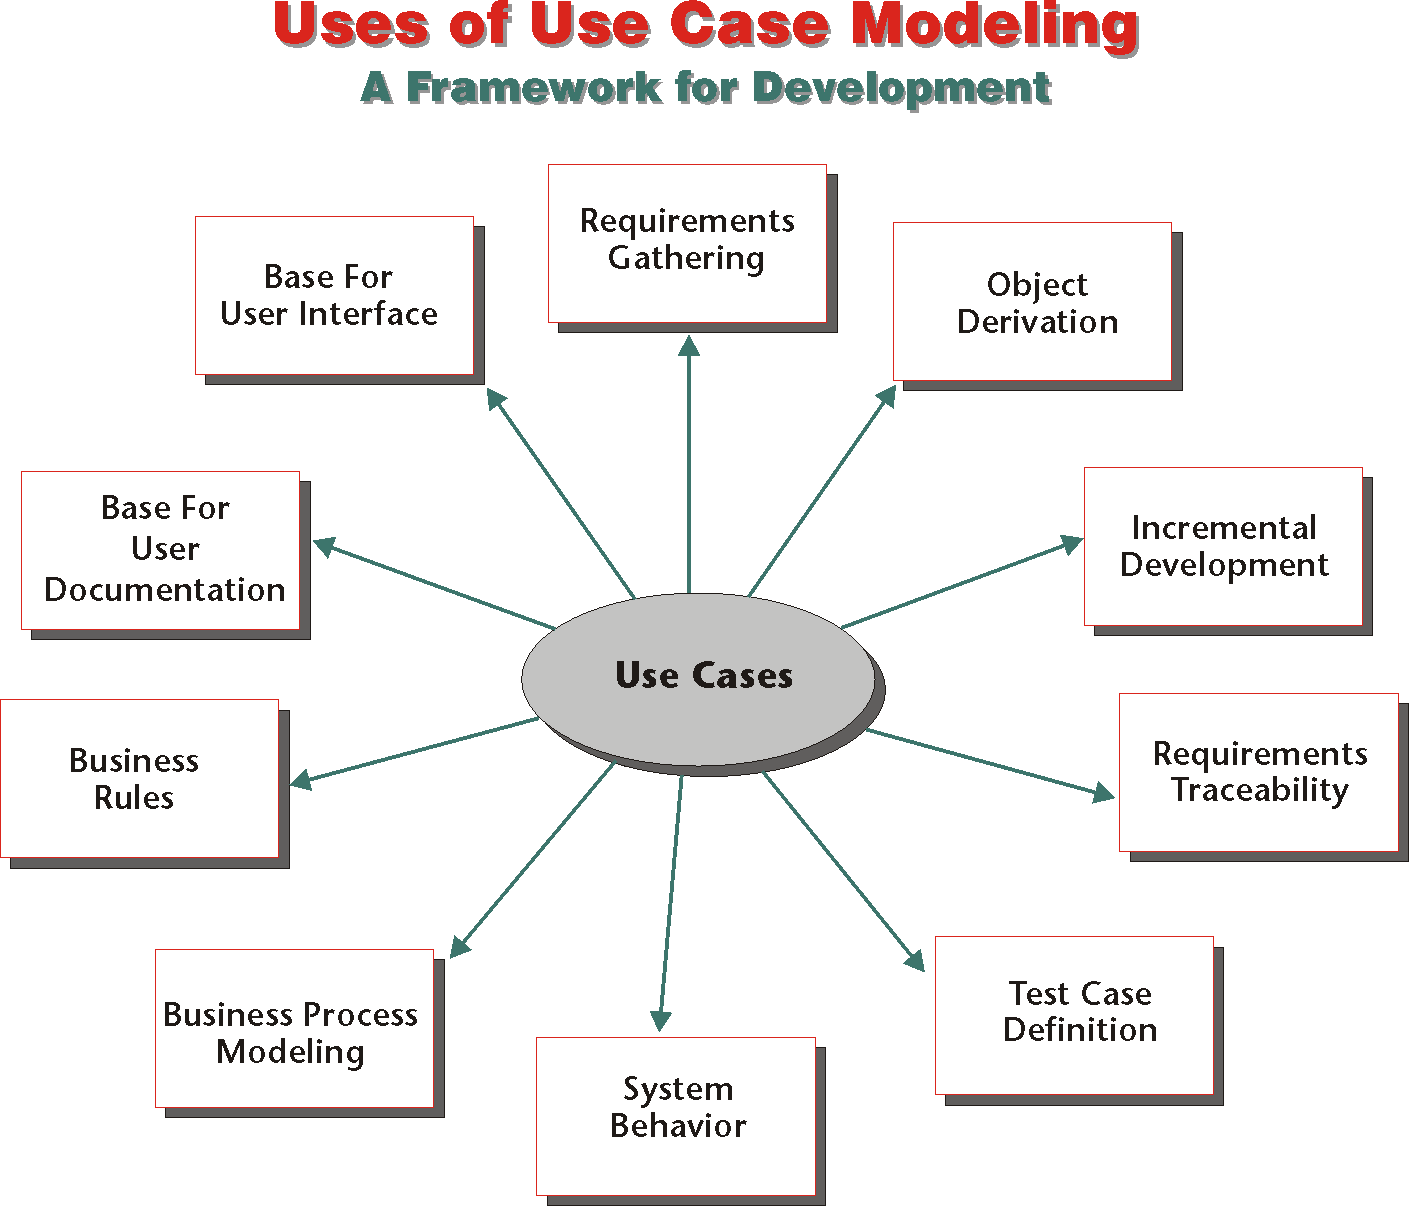 Uses of Use Case Modeling
A Framework for Development
Requirements
Gathering
Base For
User Interface
Object
Derivation
Base For
User
Documentation
Incremental
Development
Use Cases
Business
Rules
Requirements
Traceability
Business Process
Modeling
Test Case
Definition
System
Behavior